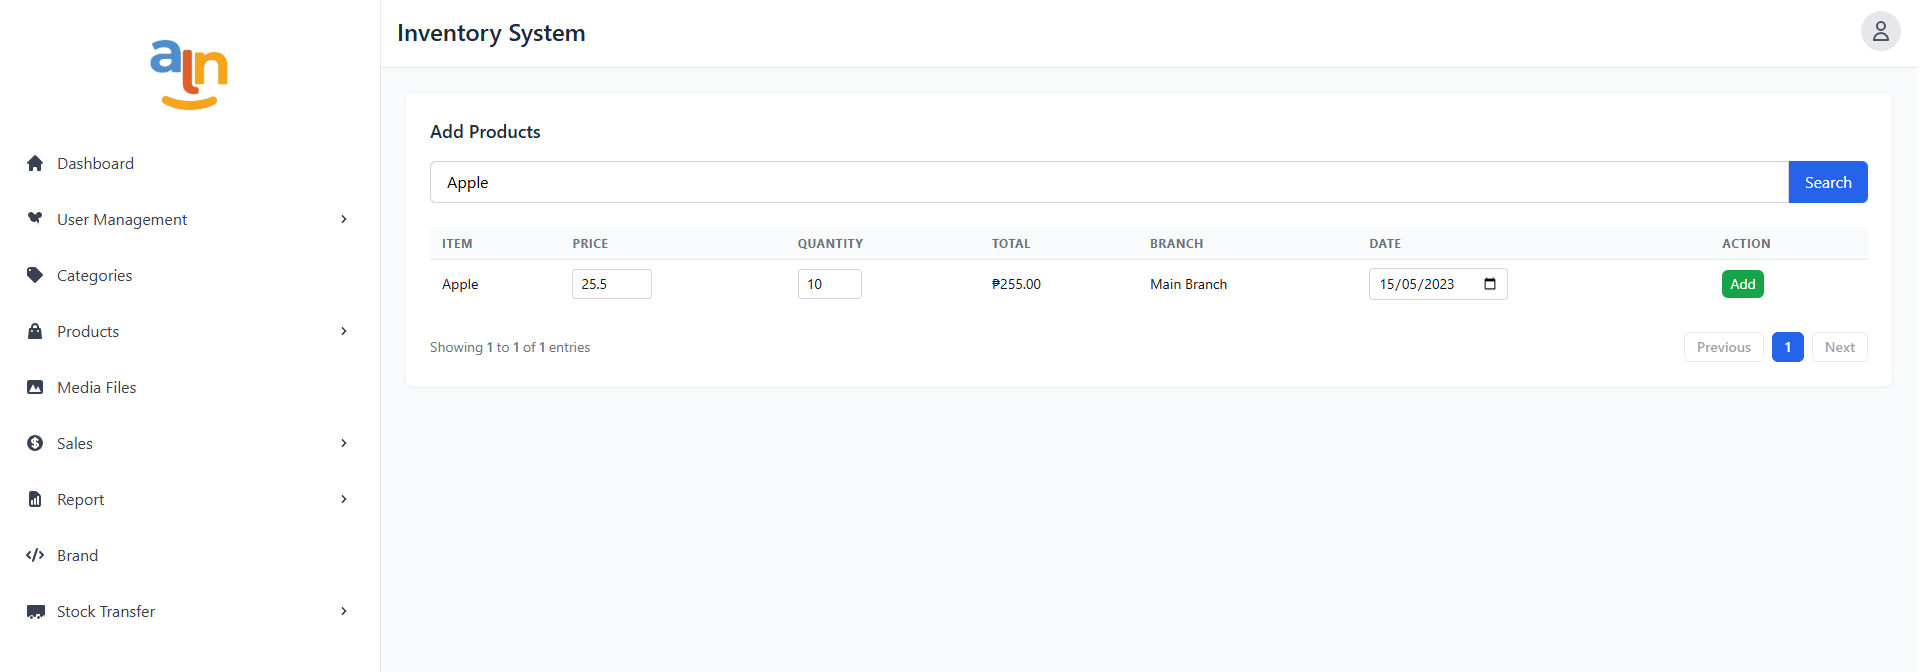 aln
Inventory System
Dashboard
User Management
Categories
Products
Media Files
Sales
Report
Brand
Stock Transfer
Add Products
Apple Search
ITEM PRICE QUANTITY TOTAL BRANCH DATE ACTION
Apple 25.5 10 ₱255.00 Main Branch 15/05/2023 Add
Showing 1 to 1 of 1 entries Previous 1 Next